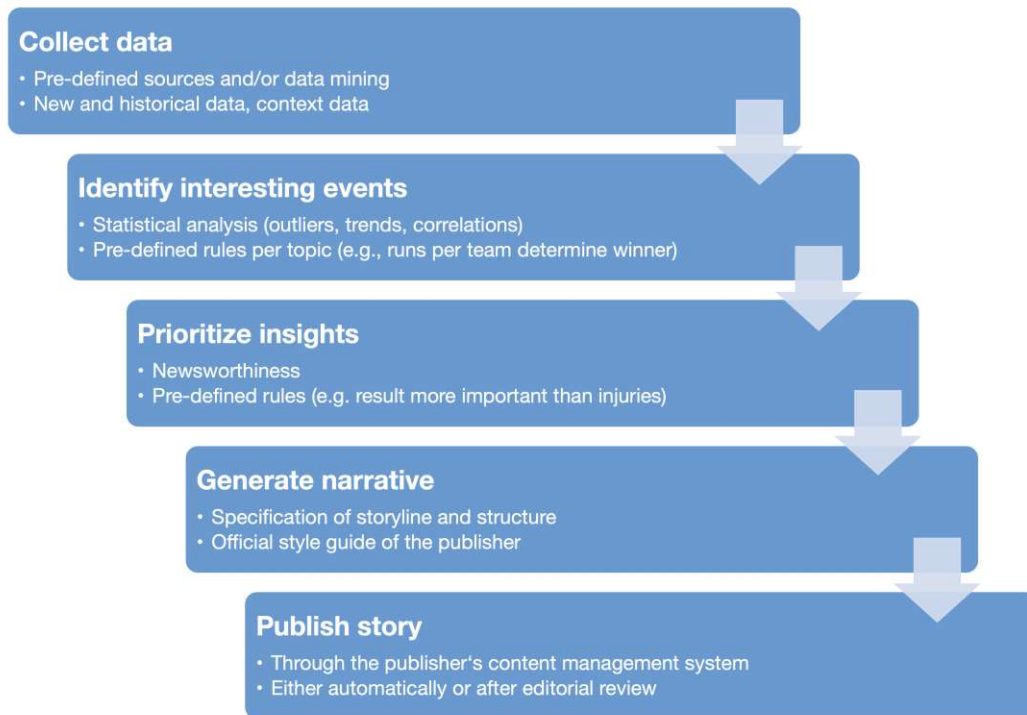 Collect data
• Pre-defined sources and/or data mining
• New and historical data, context data
Identify interesting events
• Statistical analysis (outliers, trends, correlations)
• Pre-defined rules per topic (e.g., runs per team determine winner)
Prioritize insights
• Newsworthiness
• Pre-defined rules (e.g. result more important than injuries)
Generate narrative
• Specification of storyline and structure
• Official style guide of the publisher
Publish story
• Through the publisher‘s content management system
• Either automatically or after editorial review